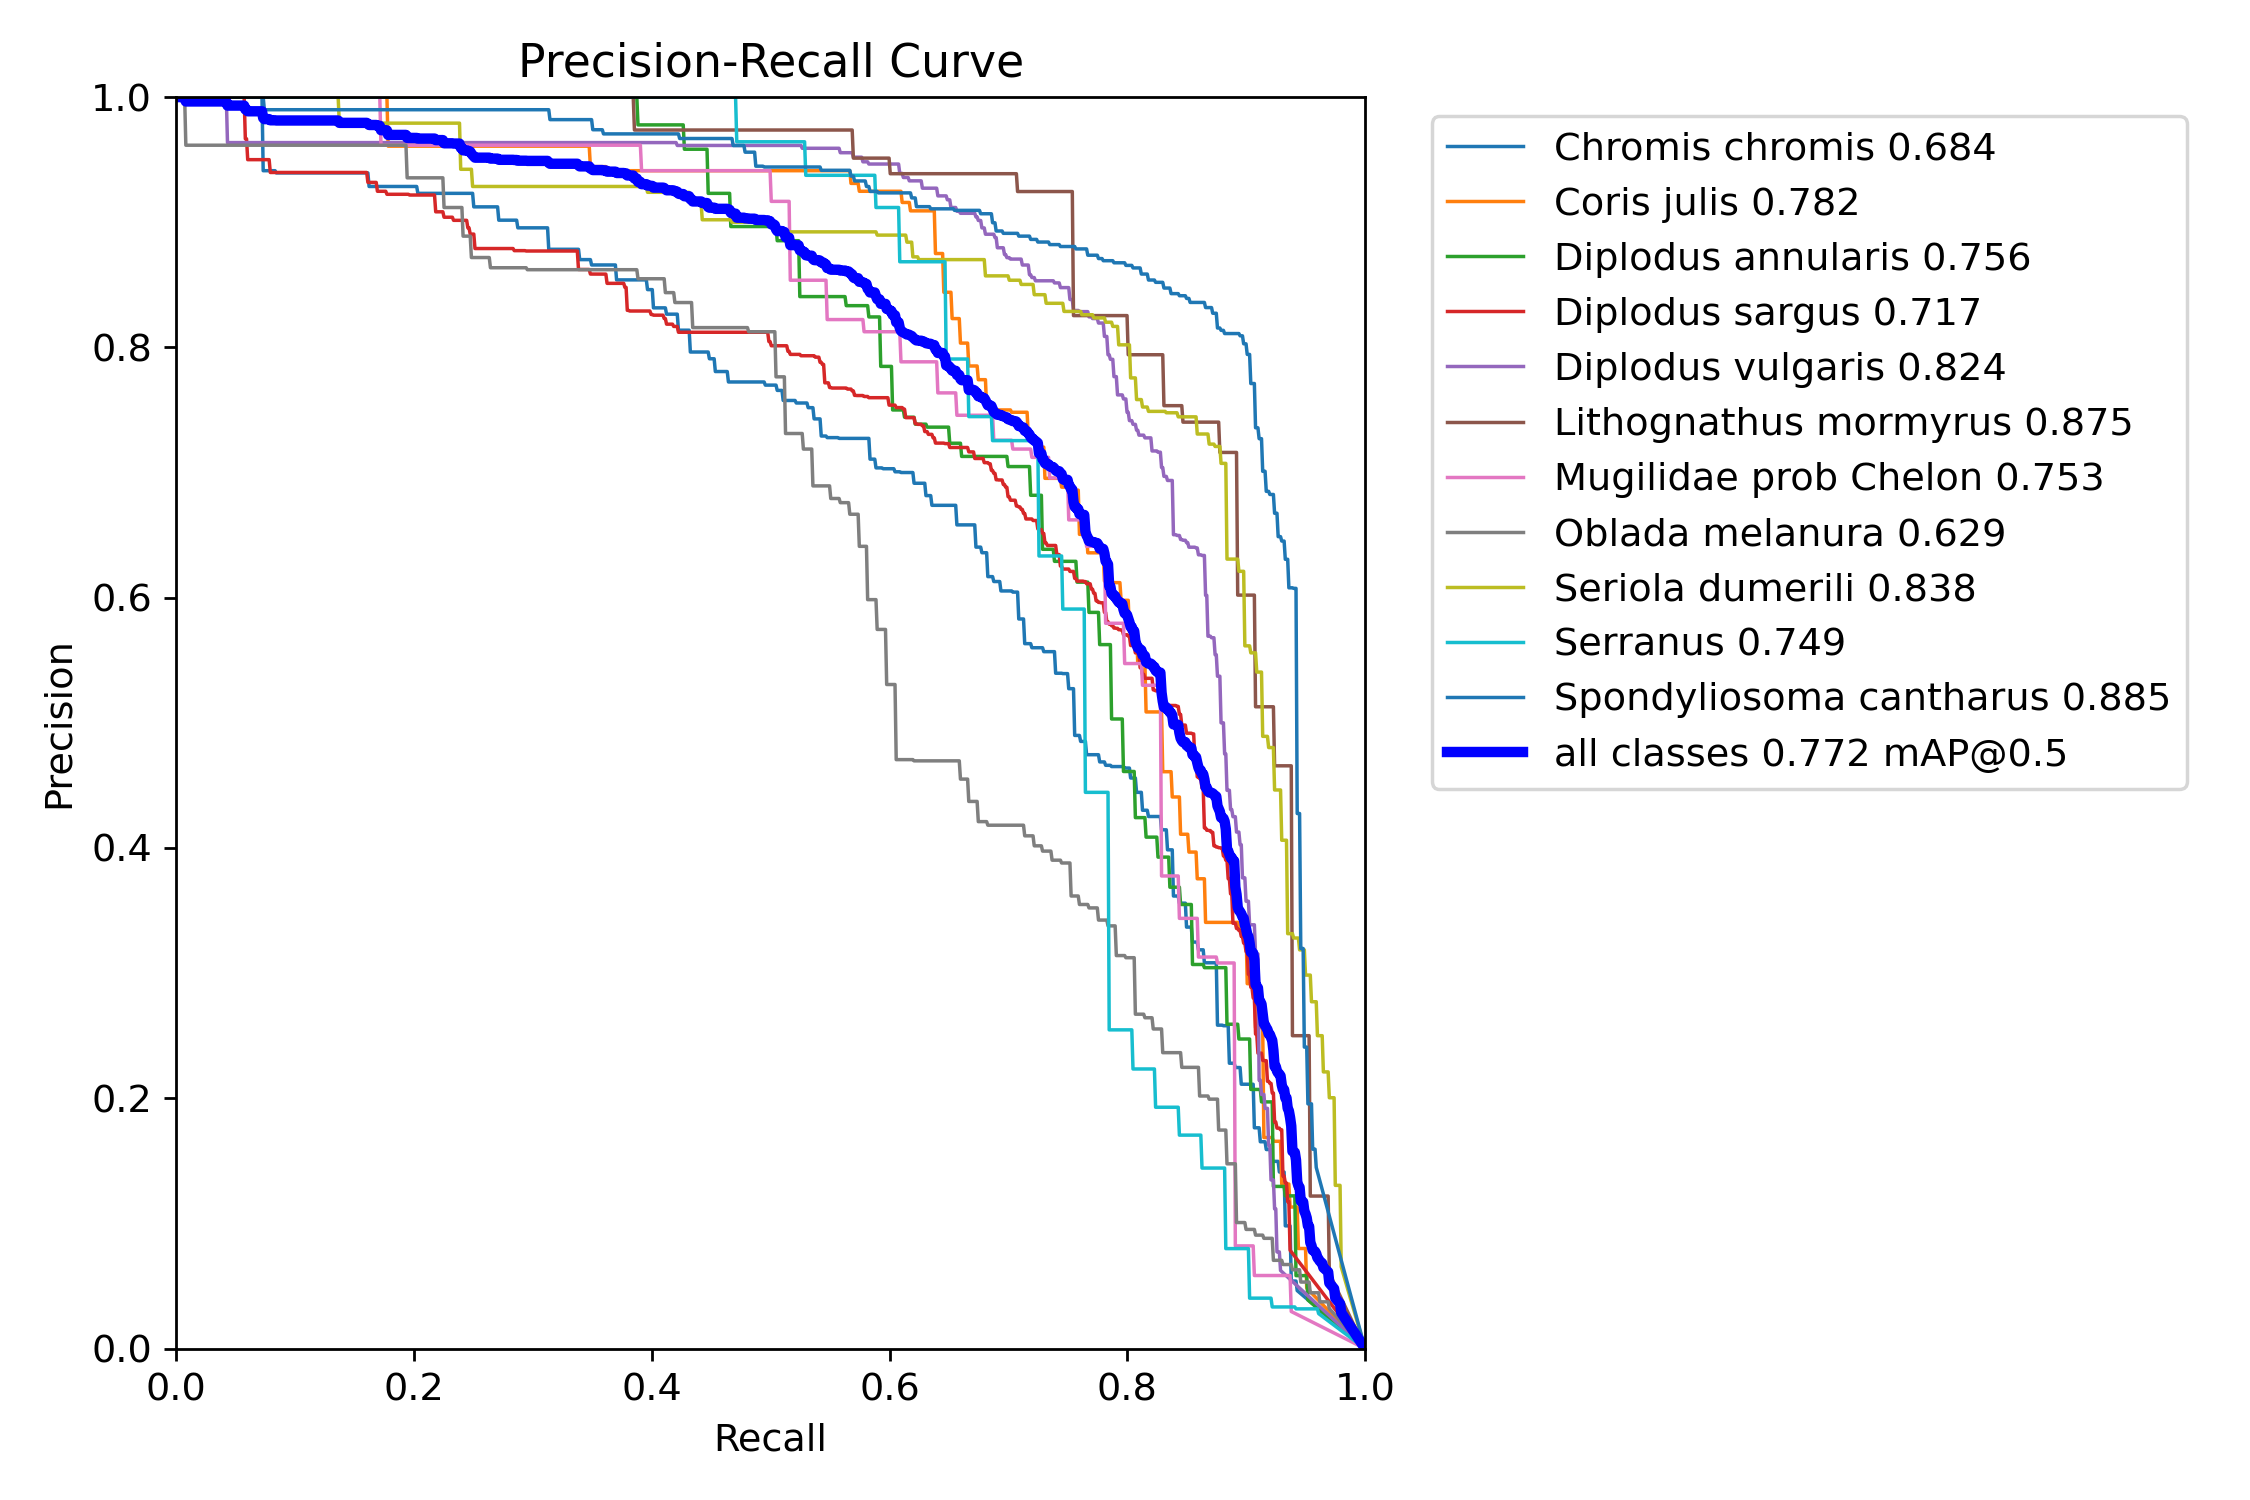 Precision-Recall Curve
1.0
0.8
0.6
0.4
0.2
0.0
Precision
0.0 0.2 0.4 0.6 0.8 1.0
Recall
Chromis chromis 0.684
Coris julis 0.782
Diplodus annularis 0.756
Diplodus sargus 0.717
Diplodus vulgaris 0.824
Lithognathus mormyrus 0.875
Mugilidae prob Chelon 0.753
Oblada melanura 0.629
Seriola dumerili 0.838
Serranus 0.749
Spondyliosoma cantharus 0.885
all classes 0.772 mAP@0.5